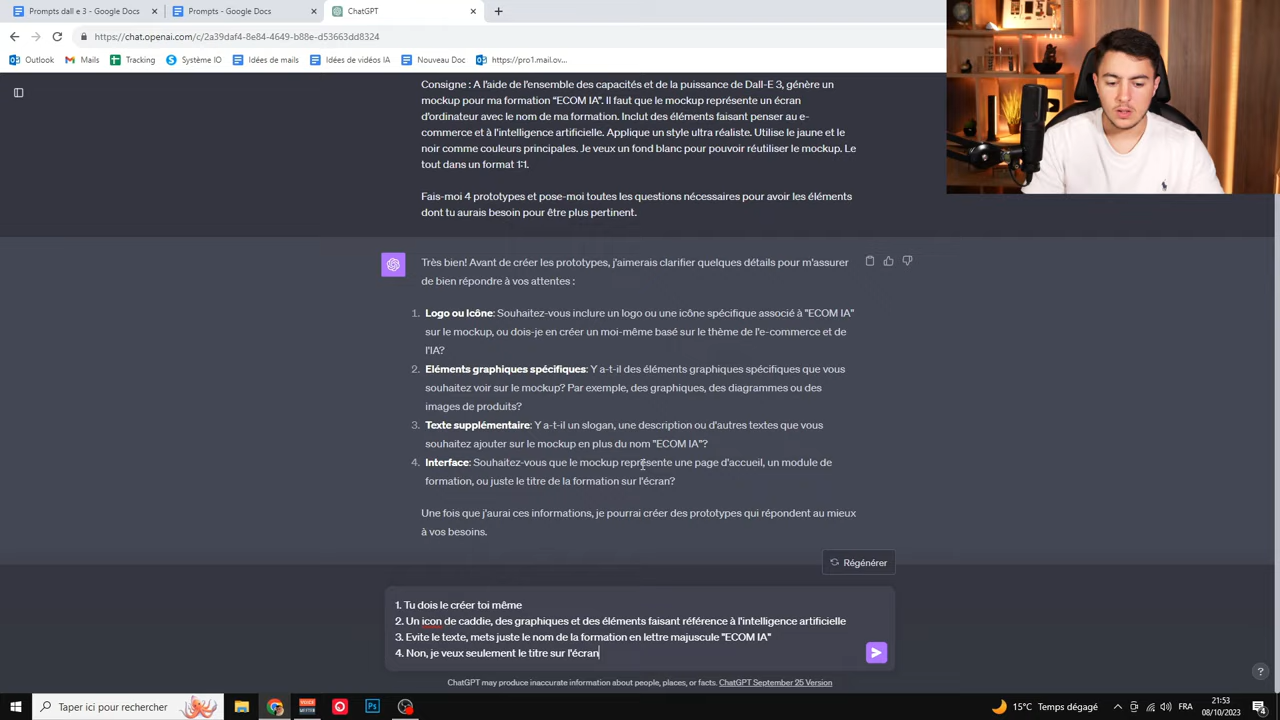 Prompts dall e 3 - Google Docs
Prompts - Google Docs
ChatGPT
https://chat.openai.com/c/2a39daf4-8e84-4649-b88e-d53663dd8324
Outlook
Mails
Tracking
Système IO
Idées de mails
Idées de vidéos IA
Nouveau Doc
https://pro1.mail.ov...
Consigne : A l'aide de l'ensemble des capacités et de la puissance de Dall-E 3, génère un
mockup pour ma formation "ECOM IA". Il faut que le mockup représente un écran
d'ordinateur avec le nom de ma formation. Inclut des éléments faisant penser au e-
commerce et à l'intelligence artificielle. Applique un style ultra réaliste. Utilise le jaune et le
noir comme couleurs principales. Je veux un fond blanc pour pouvoir réutiliser le mockup. Le
tout dans un format 1:1.
Fais-moi 4 prototypes et pose-moi toutes les questions nécessaires pour avoir les éléments
dont tu aurais besoin pour être plus pertinent.
Très bien! Avant de créer les prototypes, j'aimerais clarifier quelques détails pour m'assurer
de bien répondre à vos attentes :
1. Logo ou Icône: Souhaitez-vous inclure un logo ou une icône spécifique associé à "ECOM IA"
sur le mockup, ou dois-je en créer un moi-même basé sur le thème de l'e-commerce et de
l'IA?
2. Eléments graphiques spécifiques: Y a-t-il des éléments graphiques spécifiques que vous
souhaitez voir sur le mockup? Par exemple, des graphiques, des diagrammes ou des
images de produits?
3. Texte supplémentaire: Y a-t-il un slogan, une description ou d'autres textes que vous
souhaitez ajouter sur le mockup en plus du nom "ECOM IA"?
4. Interface: Souhaitez-vous que le mockup représente une page d'accueil, un module de
formation, ou juste le titre de la formation sur l'écran?
Une fois que j'aurai ces informations, je pourrai créer des prototypes qui répondent au mieux
à vos besoins.
Régénérer
1. Tu dois le créer toi même
2. Un icon de caddie, des graphiques et des éléments faisant référence à l'intelligence artificielle
3. Evite le texte, mets juste le nom de la formation en lettre majuscule "ECOM IA"
4. Non, je veux seulement le titre sur l'écran
ChatGPT may produce inaccurate information about people, places, or facts. ChatGPT September 25 Version
?
Taper ici pour rechercher
15°C Temps dégagé
FRA
21:53
08/10/2023